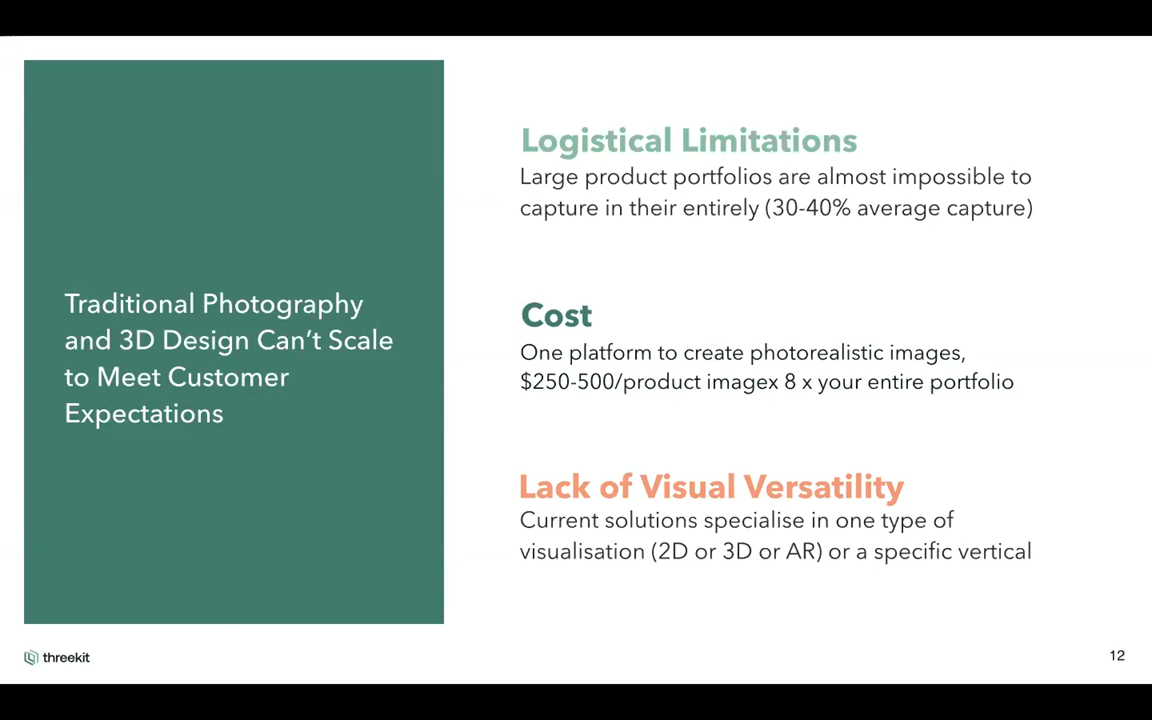 Traditional Photography
and 3D Design Can’t Scale
to Meet Customer
Expectations
Logistical Limitations
Large product portfolios are almost impossible to
capture in their entirely (30-40% average capture)
Cost
One platform to create photorealistic images,
$250-500/product imagex 8 x your entire portfolio
Lack of Visual Versatility
Current solutions specialise in one type of
visualisation (2D or 3D or AR) or a specific vertical
threekit
12